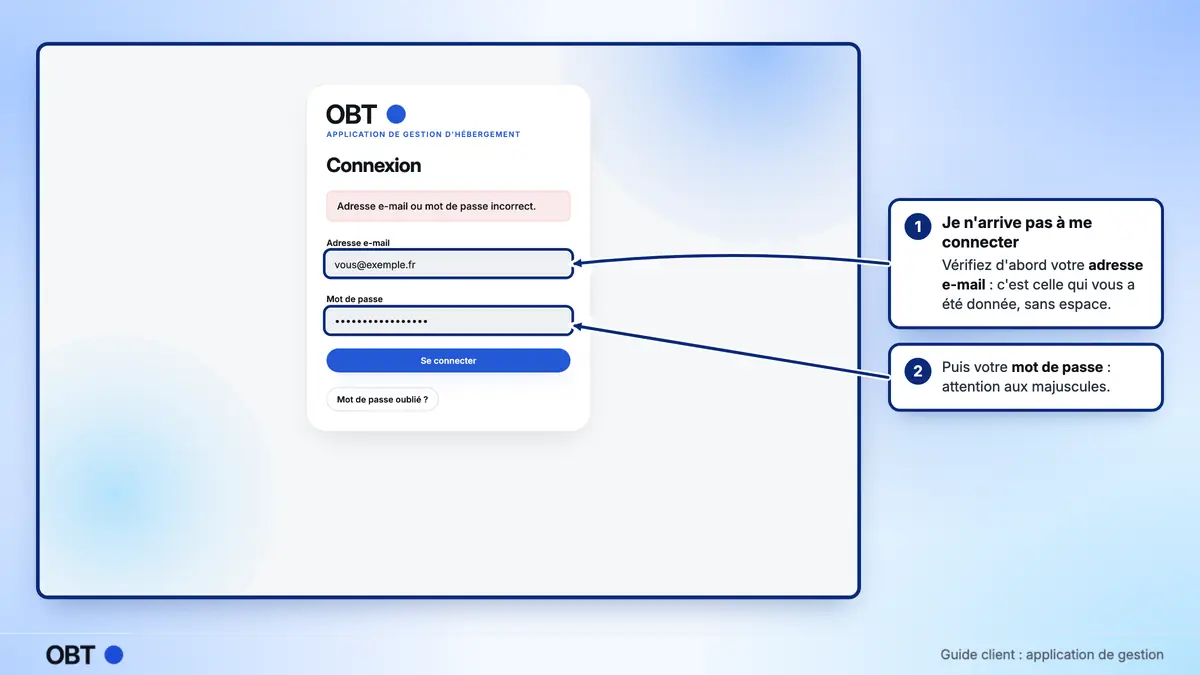 OBT
APPLICATION DE GESTION D'HÉBERGEMENT
Connexion
Adresse e-mail ou mot de passe incorrect.
Adresse e-mail
vous@exemple.fr
Mot de passe
•••••••••••••••••
Se connecter
Mot de passe oublié ?
1
Je n'arrive pas à me
connecter
Vérifiez d'abord votre adresse
e-mail : c'est celle qui vous a
été donnée, sans espace.
2
Puis votre mot de passe :
attention aux majuscules.
OBT
Guide client : application de gestion